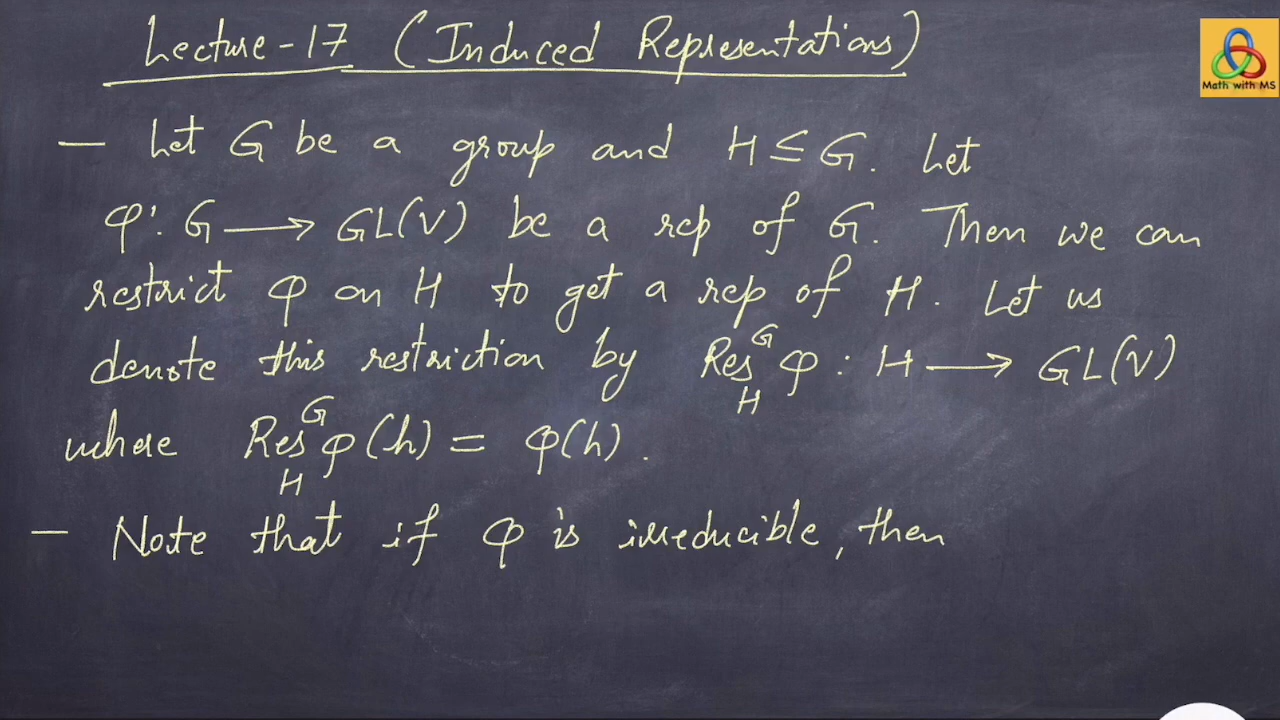 Lecture-17 (Induced Representations)
Math with MS
— Let G be a group and H ≤ G. Let
φ: G ⟶ GL(V) be a rep of G. Then we can
restrict φ on H to get a rep of H. Let us
denote this restriction by Res^G_H φ : H ⟶ GL(V)
where Res^G_H φ(h) = φ(h).
— Note that if φ is irreducible, then